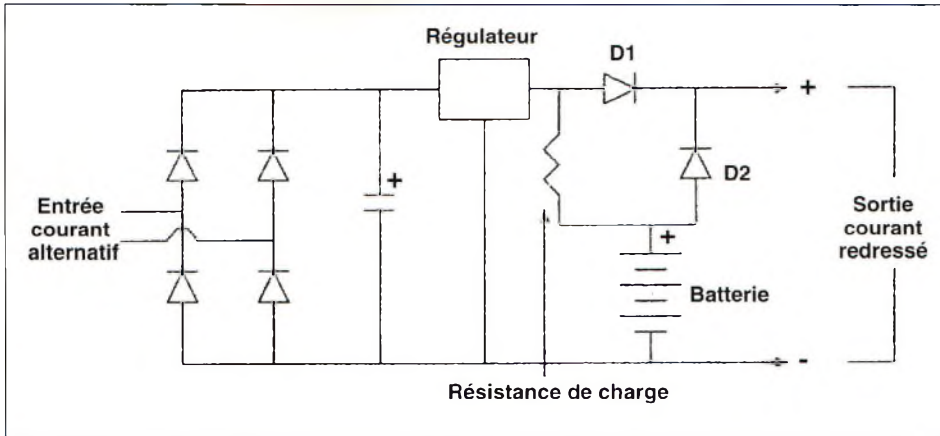 Régulateur
D1
+
D2
+
Entrée
courant
alternatif
Sortie
courant
redressé
+
Batterie
-
Résistance de charge